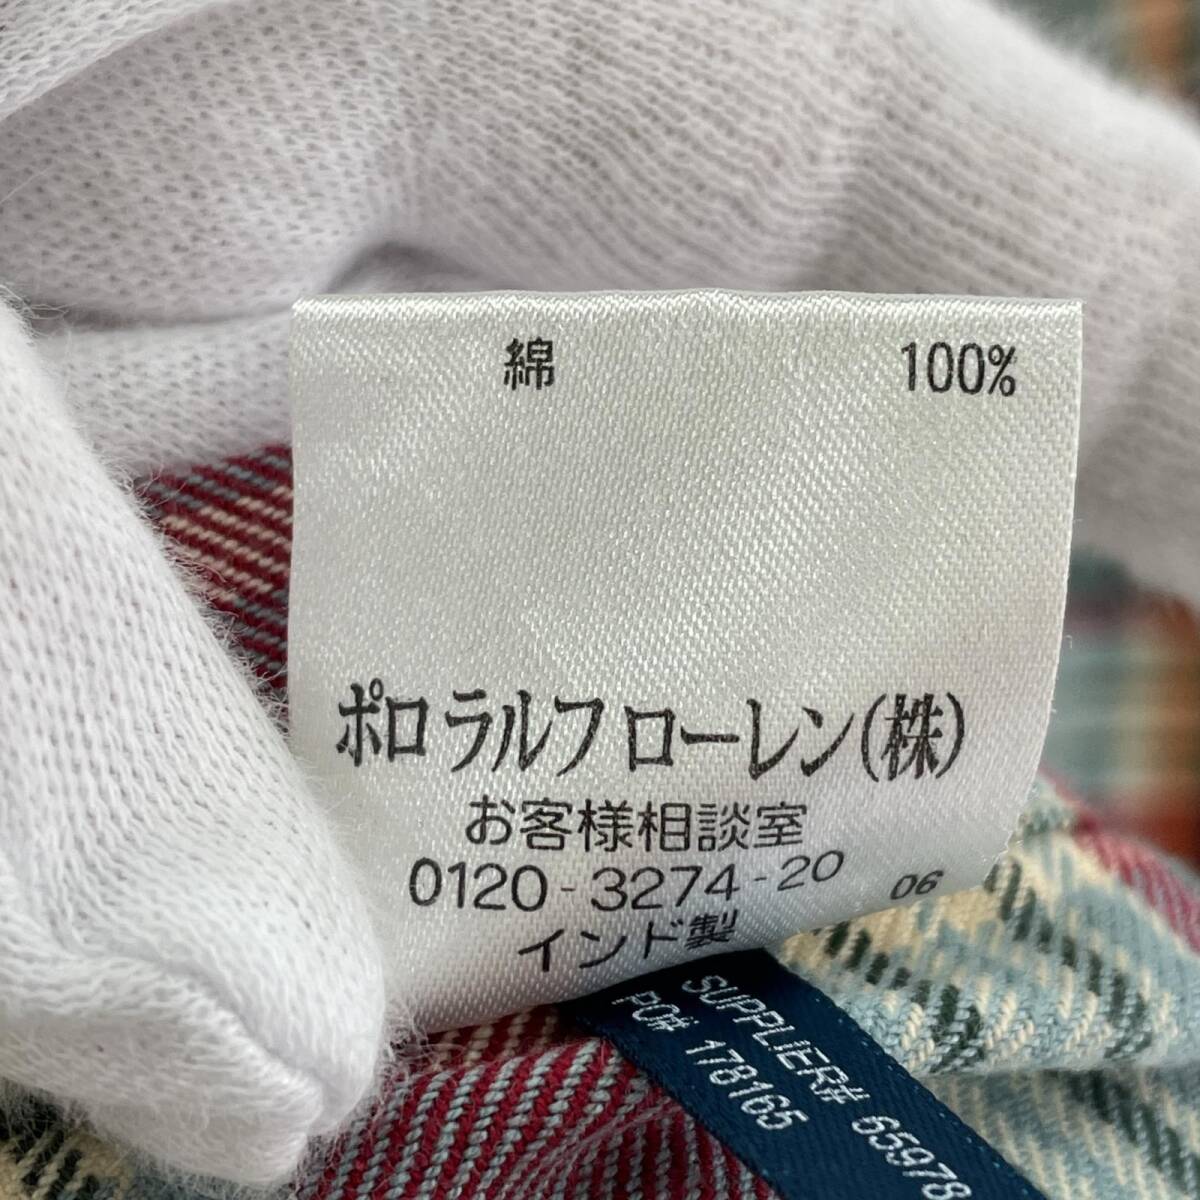 綿 100%
ポロ ラルフ ローレン(株)
お客様相談室
0120-3274-20 06
インド製
SUPPLIER# 65978
PO# 178165